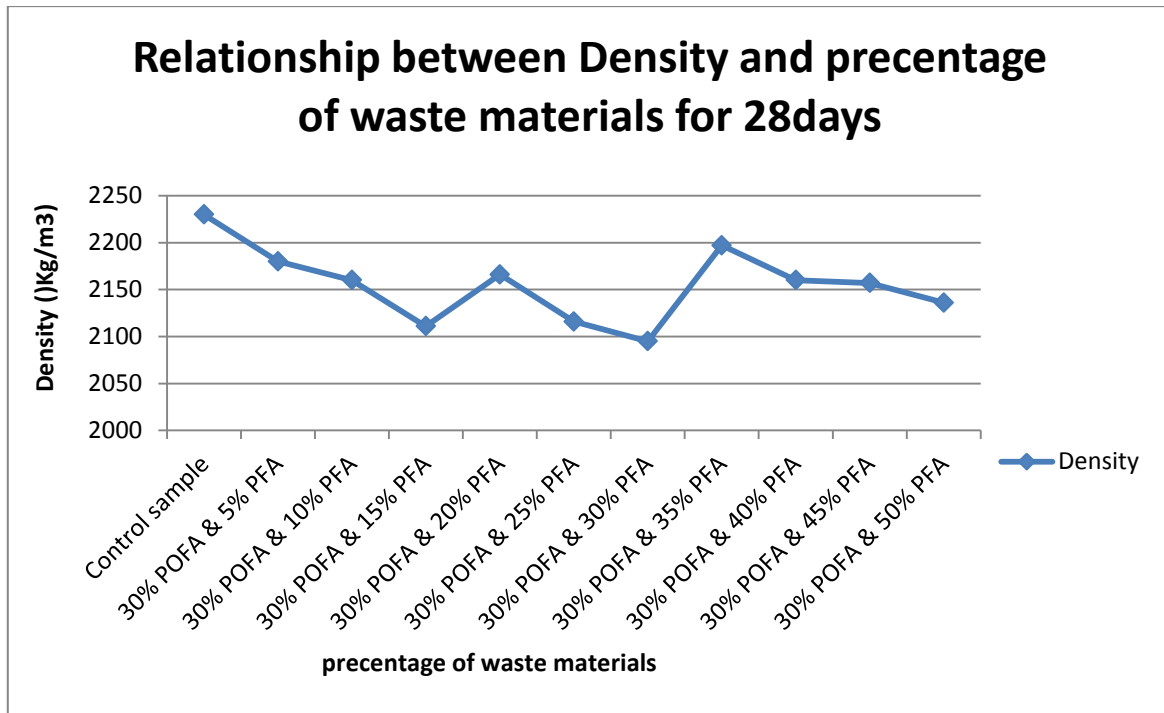 Relationship between Density and precentage
of waste materials for 28days
Density ()Kg/m3)
2250
2200
2150
2100
2050
2000
Control sample
30% POFA & 5% PFA
30% POFA & 10% PFA
30% POFA & 15% PFA
30% POFA & 20% PFA
30% POFA & 25% PFA
30% POFA & 30% PFA
30% POFA & 35% PFA
30% POFA & 40% PFA
30% POFA & 45% PFA
30% POFA & 50% PFA
Density
precentage of waste materials